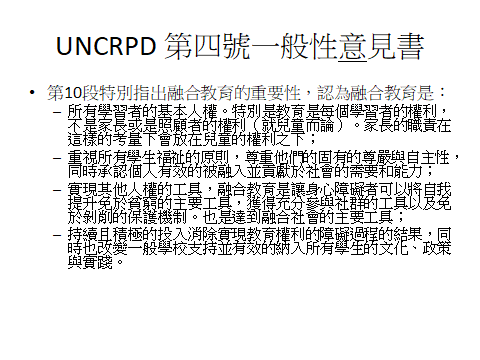 UNCRPD 第四號一般性意見書
• 第10段特別指出融合教育的重要性，認為融合教育是：
– 所有學習者的基本人權。特別是教育是每個學習者的權利，
不是家長或是照顧者的權利（就兒童而論）。家長的職責在
這樣的考量下會放在兒童的權利之下；
– 重視所有學生福祉的原則，尊重他們的固有的尊嚴與自主性，
同時承認個人有效的被融入並貢獻於社會的需要和能力；
– 實現其他人權的工具，融合教育是讓身心障礙者可以將自我
提升免於貧窮的主要工具，獲得充分參與社群的工具以及免
於剝削的保護機制。也是達到融合社會的主要工具；
– 持續且積極的投入消除實現教育權利的障礙過程的結果，同
時也改變一般學校支持並有效的納入所有學生的文化、政策
與實踐。